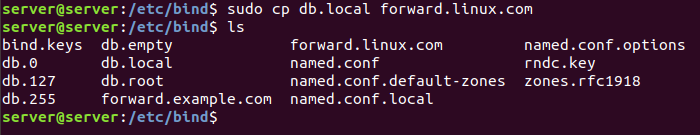 server@server:/etc/bind$ sudo cp db.local forward.linux.com
server@server:/etc/bind$ ls
bind.keys  db.empty             forward.linux.com         named.conf.options
db.0       db.local             named.conf                rndc.key
db.127     db.root              named.conf.default-zones  zones.rfc1918
db.255     forward.example.com  named.conf.local
server@server:/etc/bind$